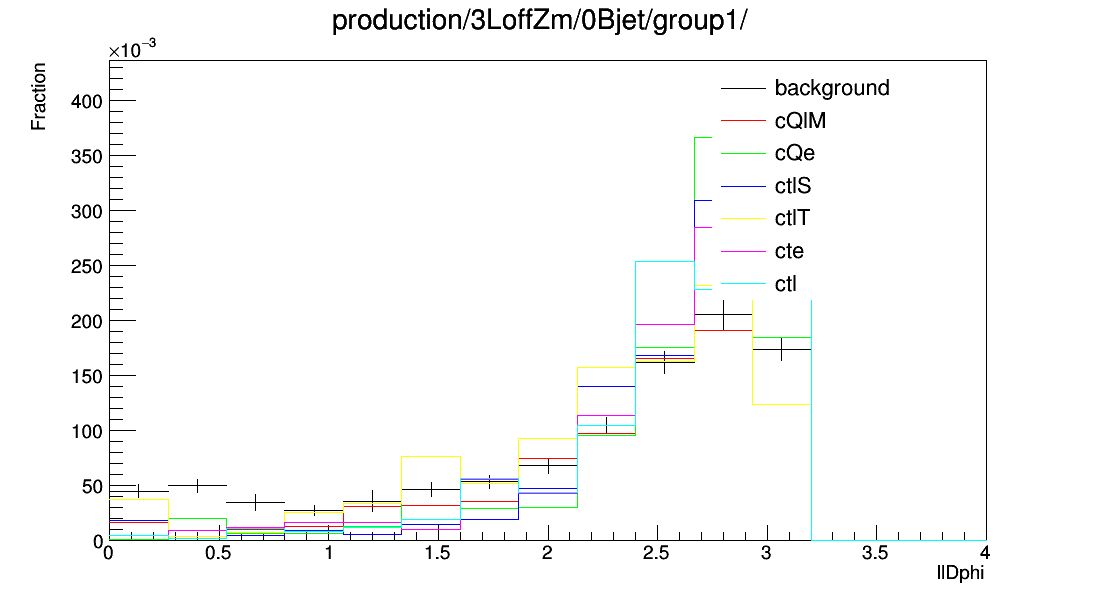 production/3LoffZm/0Bjet/group1/
×10⁻³
Fraction
400
350
300
250
200
150
100
50
0
background
cQlM
cQe
ctlS
ctlT
cte
ctl
0 0.5 1 1.5 2 2.5 3 3.5 4
llDphi